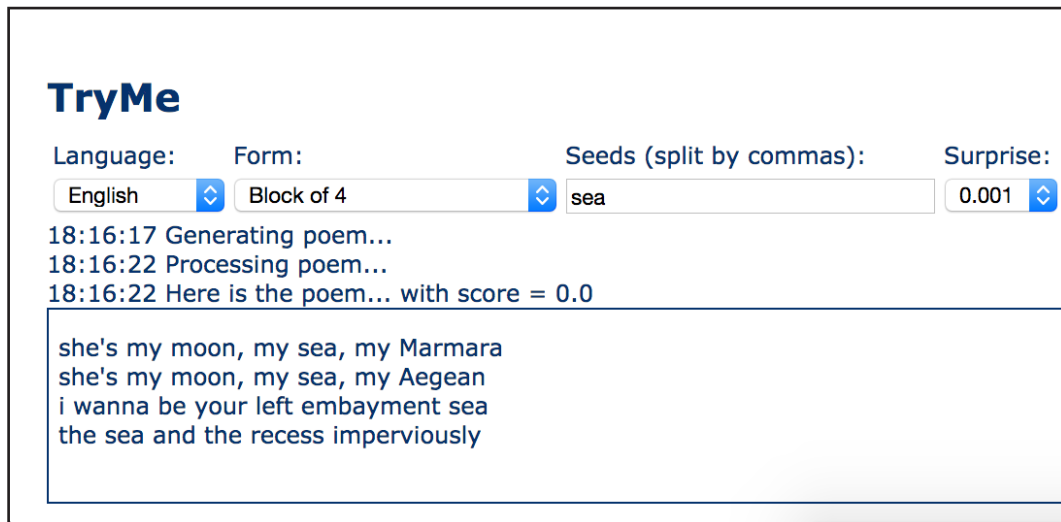 TryMe
Language: Form: Seeds (split by commas): Surprise:
English Block of 4 sea 0.001
18:16:17 Generating poem...
18:16:22 Processing poem...
18:16:22 Here is the poem... with score = 0.0
she's my moon, my sea, my Marmara
she's my moon, my sea, my Aegean
i wanna be your left embayment sea
the sea and the recess imperviously